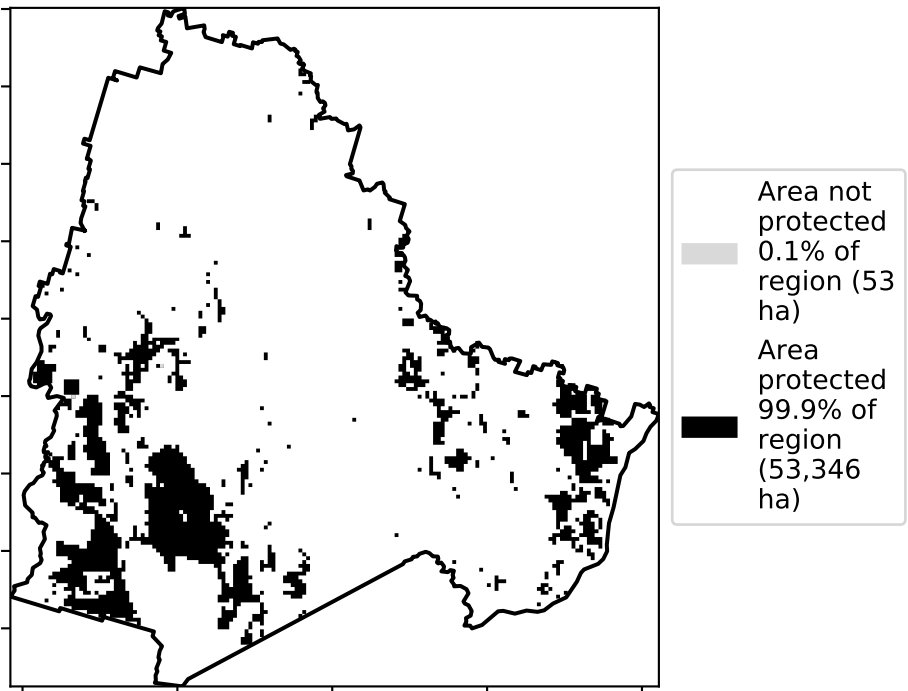 Area not
protected
0.1% of
region (53
ha)
Area
protected
99.9% of
region
(53,346
ha)